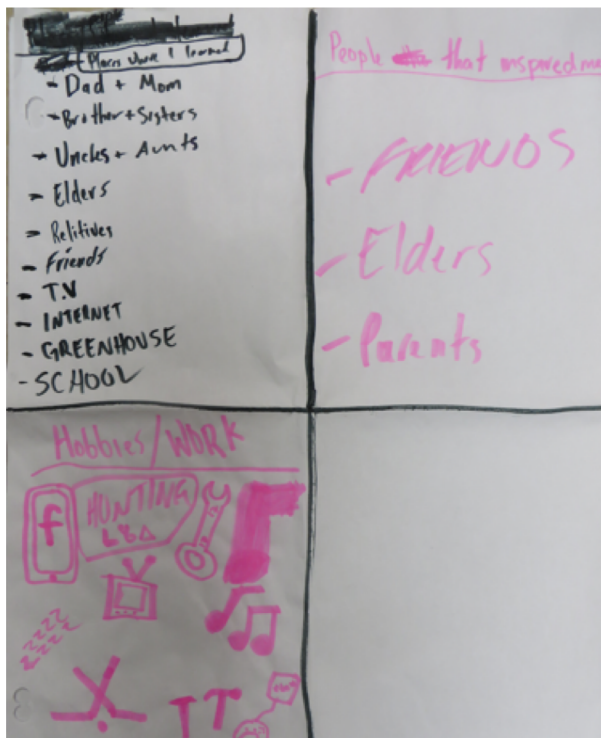 Places where I learned
- Dad + Mom
- Brother + Sisters
- Uncles + Aunts
- Elders
- Relitives
- Friends
- T.V
- INTERNET
- GREENHOUSE
- SCHOOL
People that inspired me
- FRIENDS
- Elders
- Parents
Hobbies/WORK
f
HUNTING